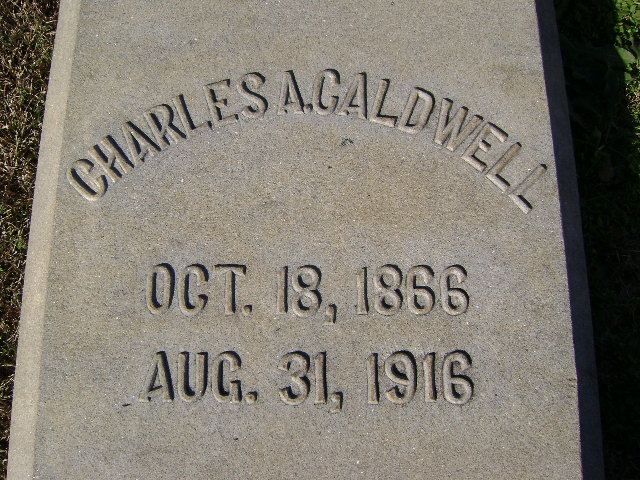 CHARLES A. CALDWELL
OCT. 18, 1866
AUG. 31, 1916